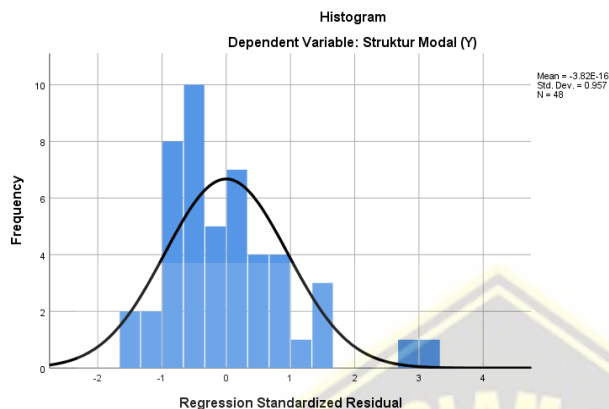 Histogram
Dependent Variable: Struktur Modal (Y)
Mean = -3.82E-16
Std. Dev. = 0.957
N = 48
Frequency
10
8
6
4
2
0
-2 -1 0 1 2 3 4
Regression Standardized Residual